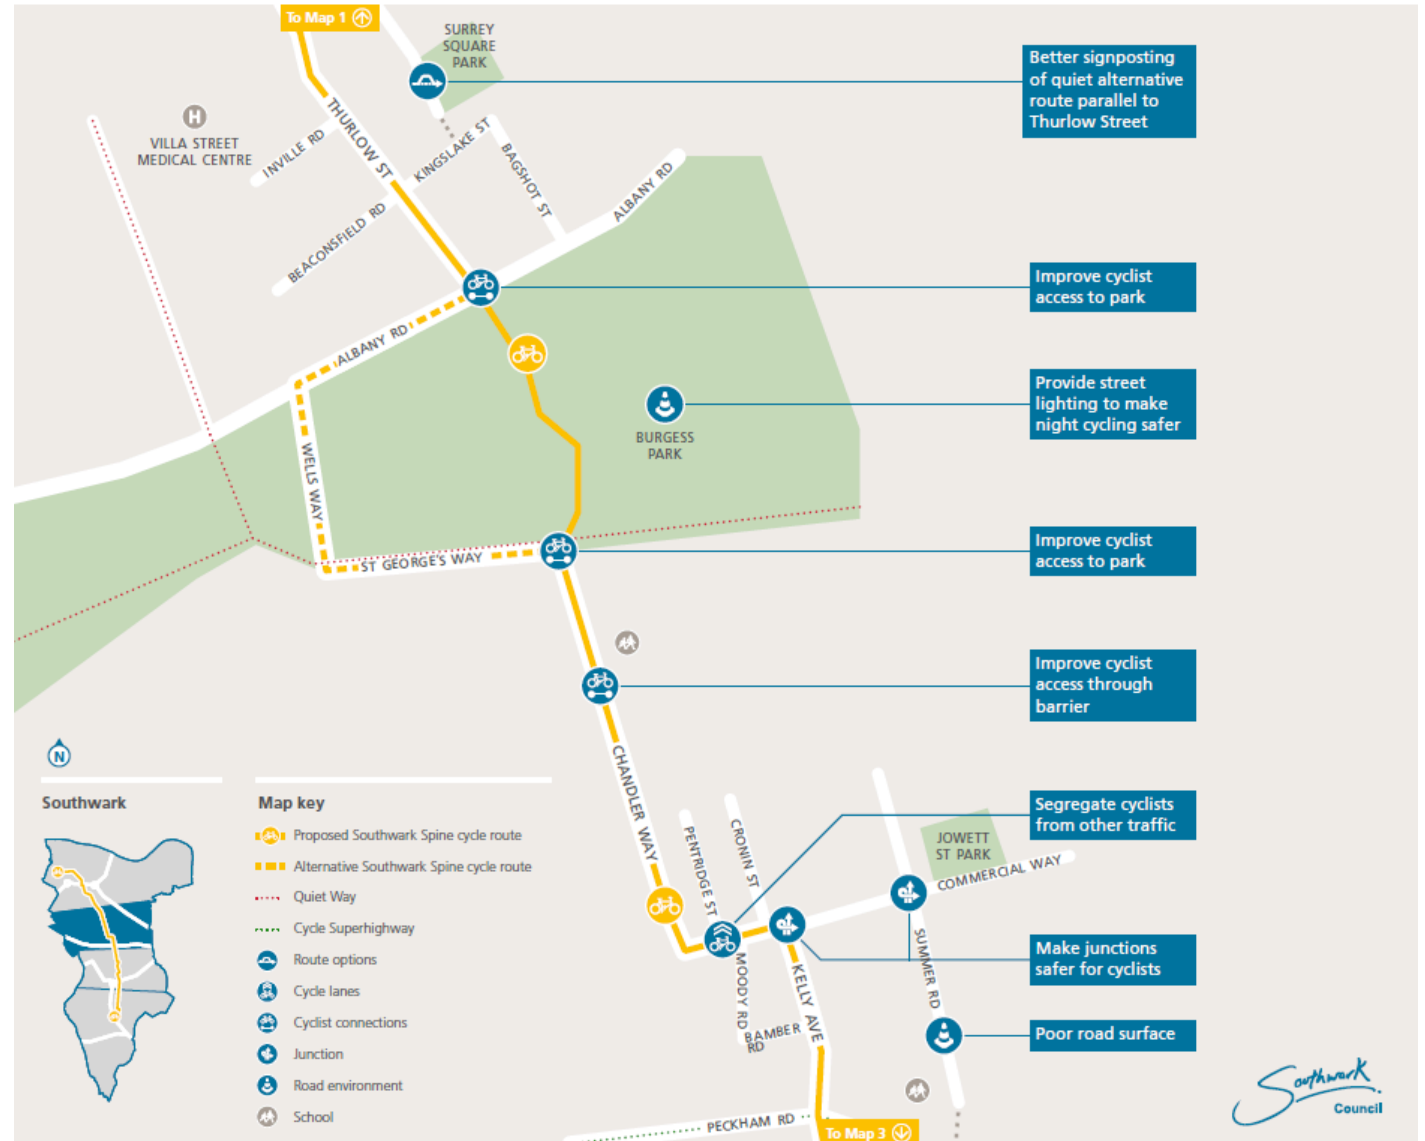 To Map 1
SURREY
SQUARE
PARK
Better signposting
of quiet alternative
route parallel to
Thurlow Street
H
VILLA STREET
MEDICAL CENTRE
THURLOW ST
INVILLE RD
KINGSLAKE ST
BAGSHOT ST
BEACONSFIELD RD
ALBANY RD
Improve cyclist
access to park
ALBANY RD
Provide street
lighting to make
night cycling safer
BURGESS
PARK
WELLS WAY
ST GEORGE'S WAY
Improve cyclist
access to park
Improve cyclist
access through
barrier
CHANDLER WAY
N
Southwark
Map key
Proposed Southwark Spine cycle route
Alternative Southwark Spine cycle route
Quiet Way
Cycle Superhighway
Route options
Cycle lanes
Cyclist connections
Junction
Road environment
School
PENTRIDGE ST
CRONIN ST
Segregate cyclists
from other traffic
JOWETT
ST PARK
COMMERCIAL WAY
Make junctions
safer for cyclists
SUMMER RD
MOODY RD
KELLY AVE
BAMBER
RD
Poor road surface
PECKHAM RD
To Map 3
Southwark
Council